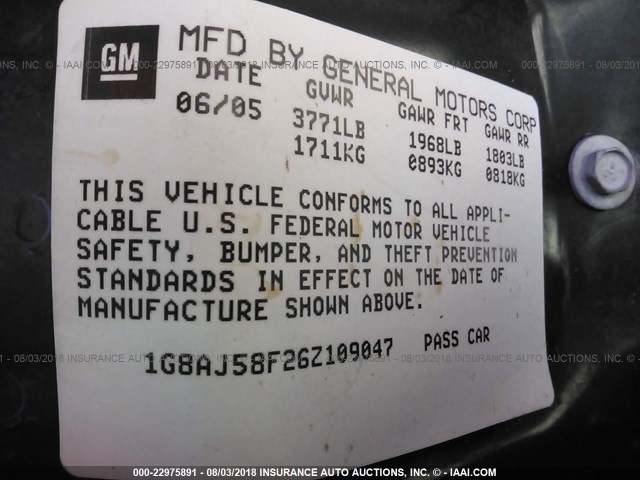 GM
MFD BY GENERAL MOTORS CORP
DATE GVWR GAWR FRT GAWR RR
06/05 3771LB 1968LB 1803LB
1711KG 0893KG 0818KG
THIS VEHICLE CONFORMS TO ALL APPLI-
CABLE U.S. FEDERAL MOTOR VEHICLE
SAFETY, BUMPER, AND THEFT PREVENTION
STANDARDS IN EFFECT ON THE DATE OF
MANUFACTURE SHOWN ABOVE.
1G8AJ58F26Z109047 PASS CAR
000-22975891 - 08/03/2018 INSURANCE AUTO AUCTIONS, INC. - © IAAI.COM